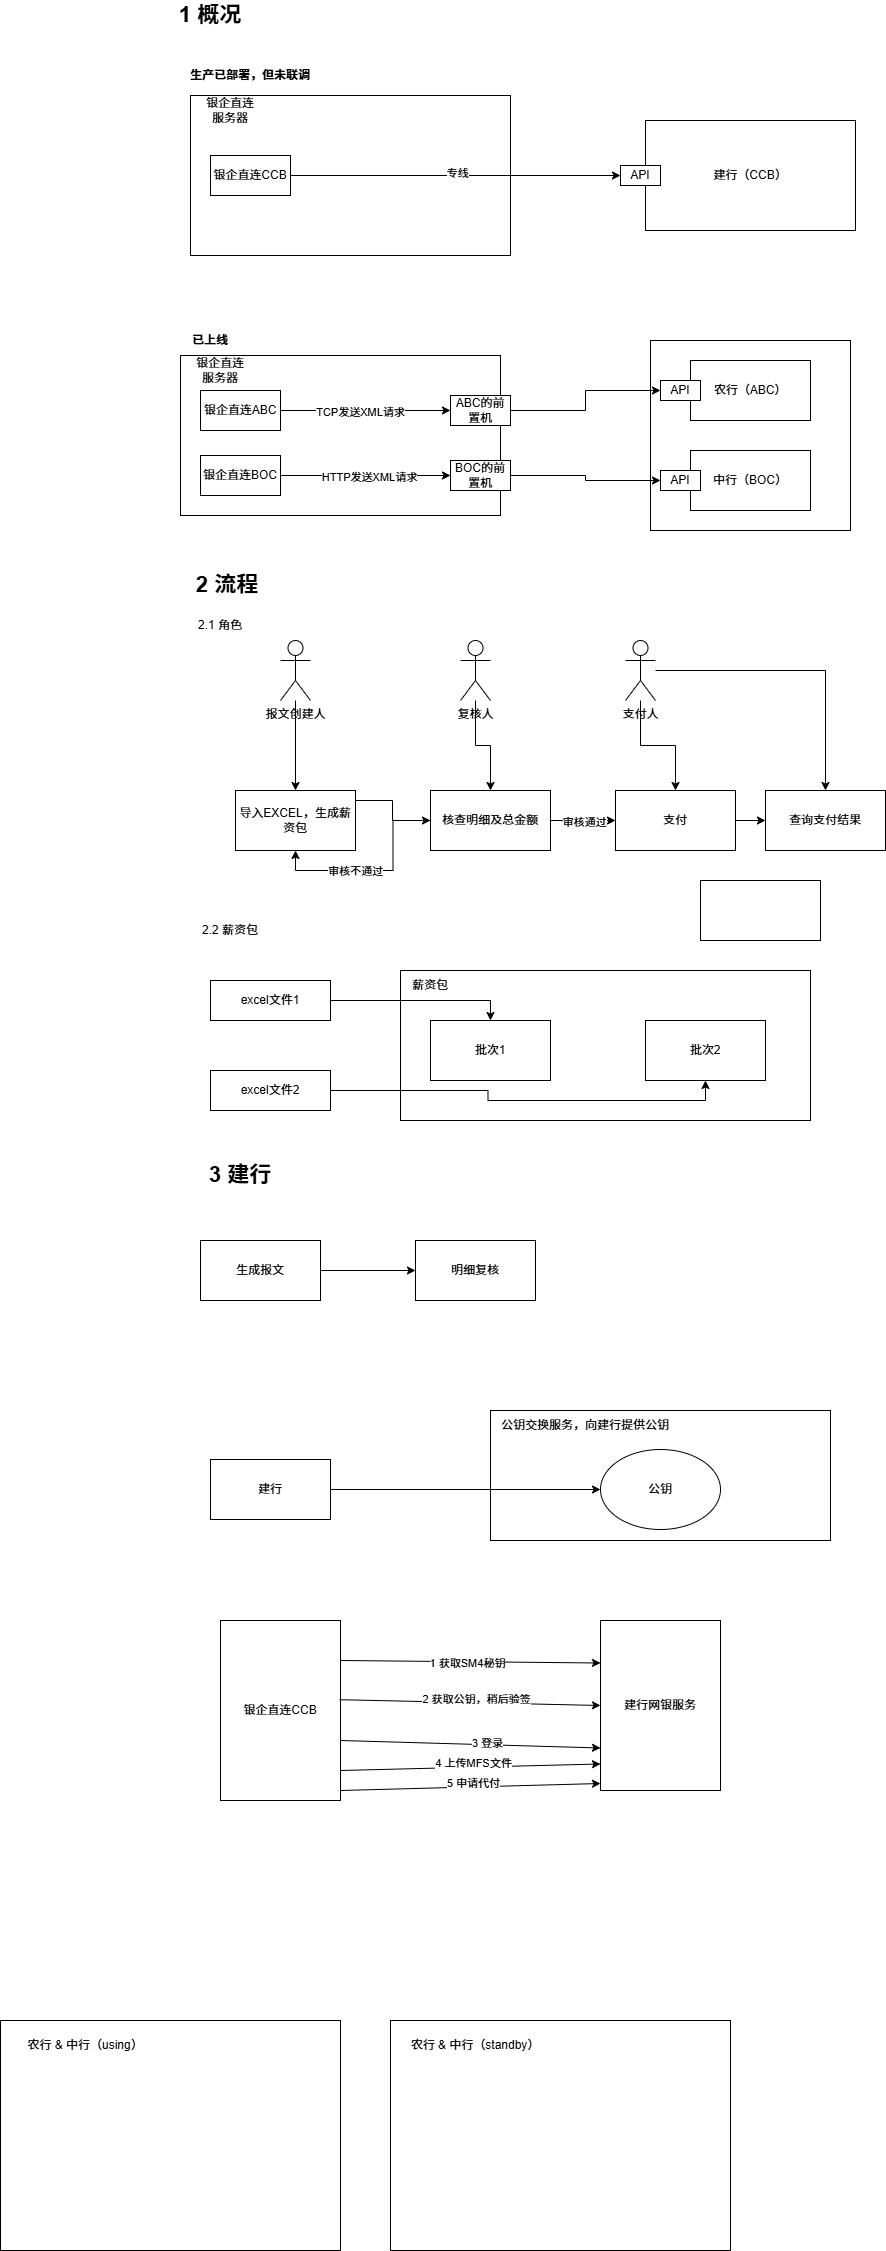 1 概况
生产已部署，但未联调
银企直连
服务器
银企直连CCB
专线
API
建行（CCB）
已上线
银企直连
服务器
银企直连ABC
TCP发送XML请求
ABC的前
置机
API
农行（ABC）
银企直连BOC
HTTP发送XML请求
BOC的前
置机
API
中行（BOC）
2 流程
2.1 角色
报文创建人
复核人
支付人
导入EXCEL，生成薪
资包
核查明细及总金额
审核通过
支付
查询支付结果
审核不通过
2.2 薪资包
薪资包
excel文件1
批次1
批次2
excel文件2
3 建行
生成报文
明细复核
公钥交换服务，向建行提供公钥
建行
公钥
银企直连CCB
1 获取SM4秘钥
2 获取公钥，稍后验签
3 登录
4 上传MFS文件
5 申请代付
建行网银服务
农行 & 中行（using）
农行 & 中行（standby）